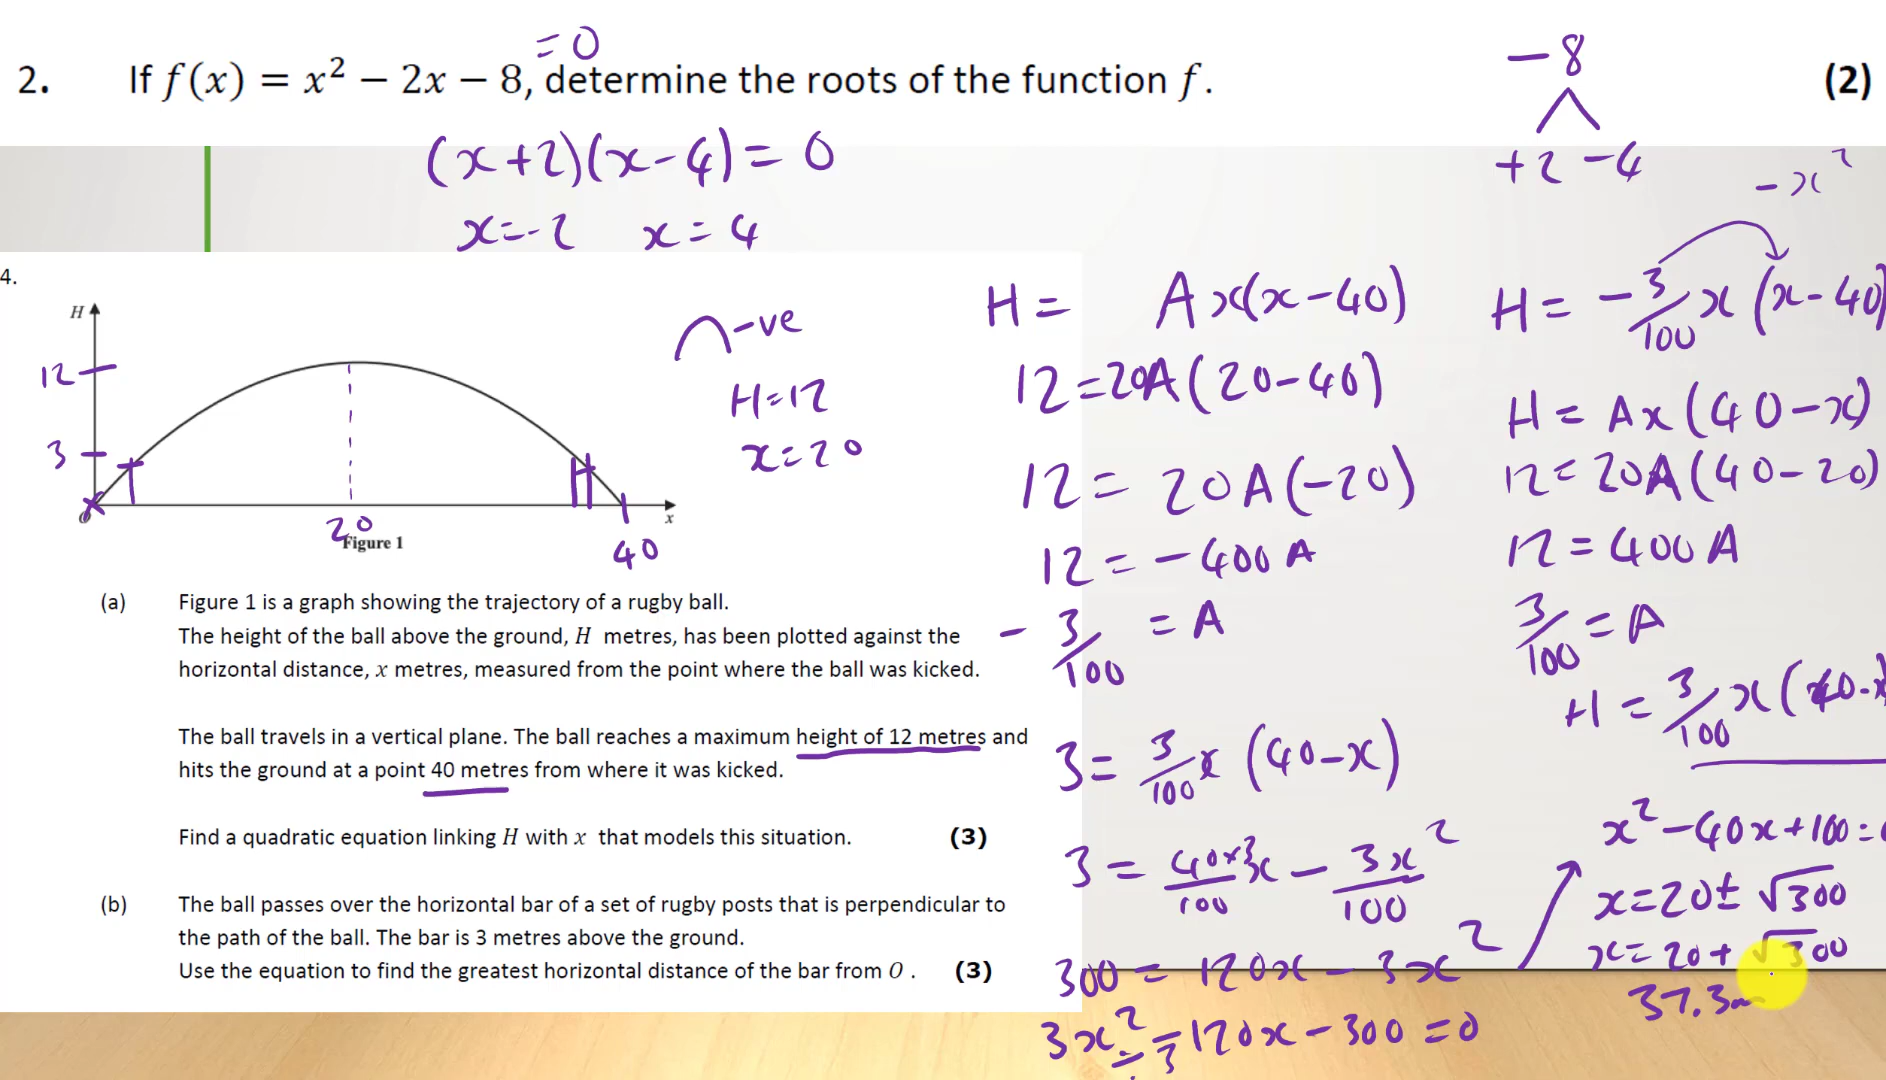 = 0
2. If f(x) = x² − 2x − 8, determine the roots of the function f. (2)
− 8
+2 −4
(x+2)(x−4) = 0
x=-2 x = 4
− x²
4.
H
12
3
O
20
40
x
Figure 1
-ve
H=12
x=20
H = Ax(x−40)
12 = 20A(20−40)
12 = 20A(−20)
12 = − 400 A
− 3/100 = A
H = − 3/100 x (x−40)
H = Ax(40−x)
12 = 20A(40−20)
12 = 400 A
3/100 = A
H = 3/100 x(40-x
(a) Figure 1 is a graph showing the trajectory of a rugby ball.
The height of the ball above the ground, H metres, has been plotted against the
horizontal distance, x metres, measured from the point where the ball was kicked.
The ball travels in a vertical plane. The ball reaches a maximum height of 12 metres and
hits the ground at a point 40 metres from where it was kicked.
Find a quadratic equation linking H with x that models this situation. (3)
(b) The ball passes over the horizontal bar of a set of rugby posts that is perpendicular to
the path of the ball. The bar is 3 metres above the ground.
Use the equation to find the greatest horizontal distance of the bar from O . (3)
3 = 3/100 x (40−x)
3 = 40×3x/100 − 3x²/100
300 = 120x − 3x²
3x² − 120x − 300 = 0
÷3
x² −40x+100=
x=20± √300
x= 20+ √300
37.3m